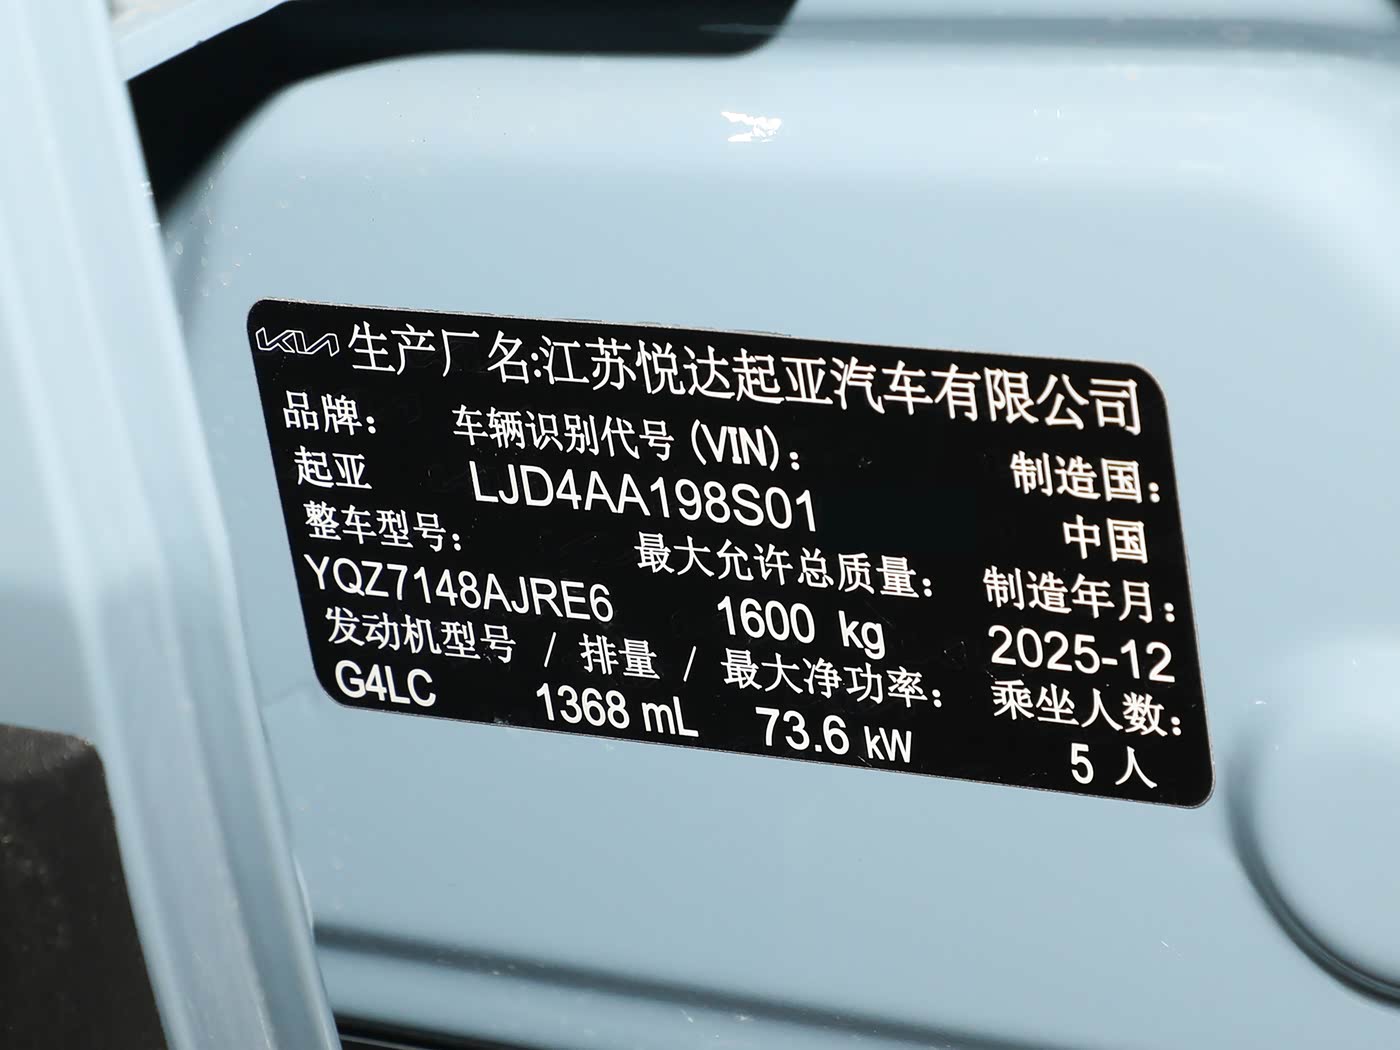 KIA 生产厂名:江苏悦达起亚汽车有限公司
品牌: 车辆识别代号 (VIN): 制造国:
起亚 LJD4AA198S01 中国
整车型号: 最大允许总质量: 制造年月:
YQZ7148AJRE6 1600 kg 2025-12
发动机型号 / 排量 / 最大净功率: 乘坐人数:
G4LC 1368 mL 73.6 kW 5 人